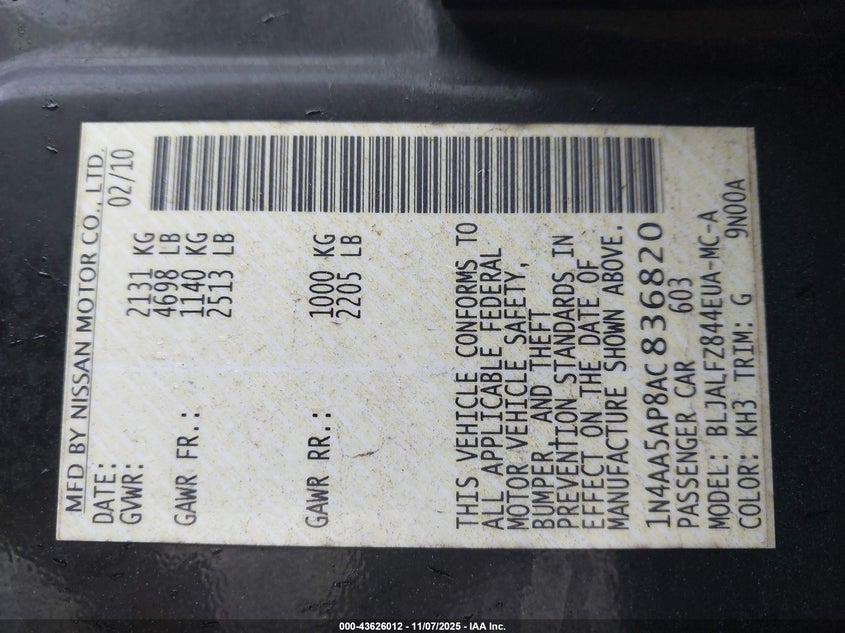 MFD BY NISSAN MOTOR CO., LTD.
DATE: 02/10
GVWR: 2131 KG
4698 LB
GAWR FR.: 1140 KG
2513 LB
GAWR RR.: 1000 KG
2205 LB
THIS VEHICLE CONFORMS TO
ALL APPLICABLE FEDERAL
MOTOR VEHICLE SAFETY,
BUMPER, AND THEFT
PREVENTION STANDARDS IN
EFFECT ON THE DATE OF
MANUFACTURE SHOWN ABOVE.
1N4AA5AP8AC836820
PASSENGER CAR 603
MODEL: BLJALFZ844EUA-MC-A
COLOR: KH3 TRIM: G 9N00A
000-43626012 - 11/07/2025 - IAA Inc.